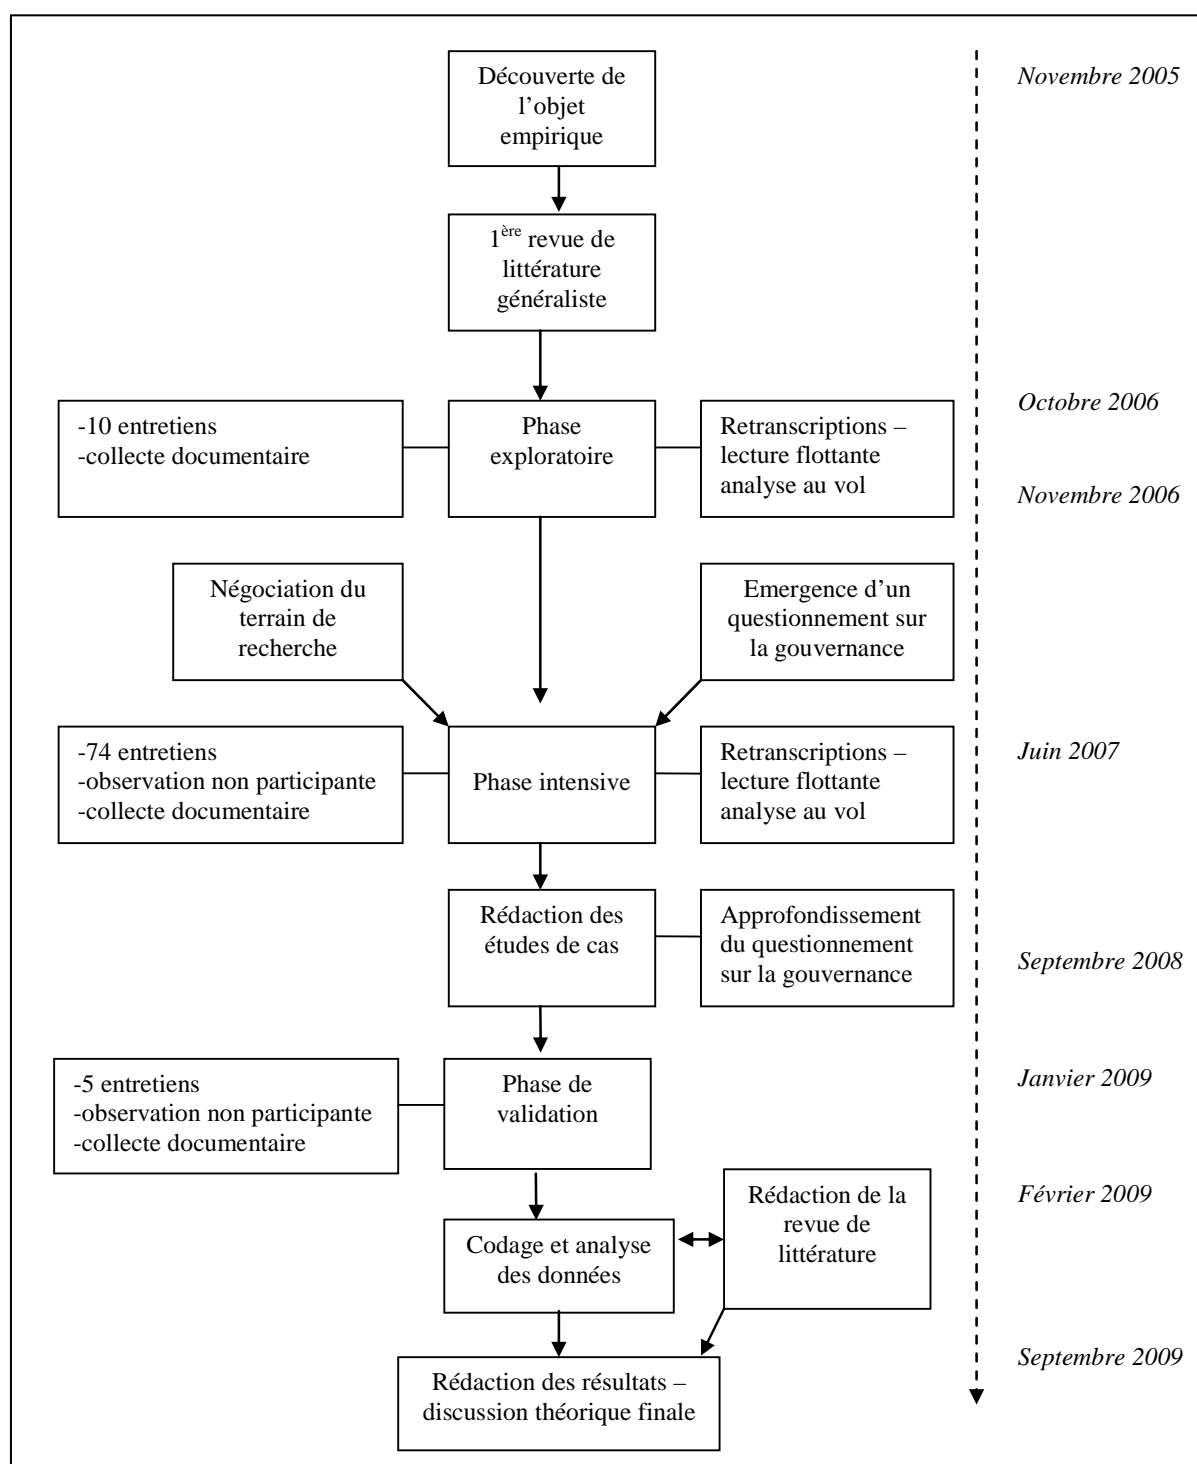 Découverte de
l’objet
empirique
Novembre 2005
1ère revue de
littérature
généraliste
-10 entretiens
-collecte documentaire
Phase
exploratoire
Retranscriptions –
lecture flottante
analyse au vol
Octobre 2006
Novembre 2006
Négociation du
terrain de
recherche
Emergence d’un
questionnement sur
la gouvernance
-74 entretiens
-observation non participante
-collecte documentaire
Phase intensive
Retranscriptions –
lecture flottante
analyse au vol
Juin 2007
Rédaction des
études de cas
Approfondissement
du questionnement
sur la gouvernance
Septembre 2008
-5 entretiens
-observation non participante
-collecte documentaire
Phase de
validation
Janvier 2009
Rédaction de la
revue de
littérature
Février 2009
Codage et analyse
des données
Rédaction des résultats –
discussion théorique finale
Septembre 2009